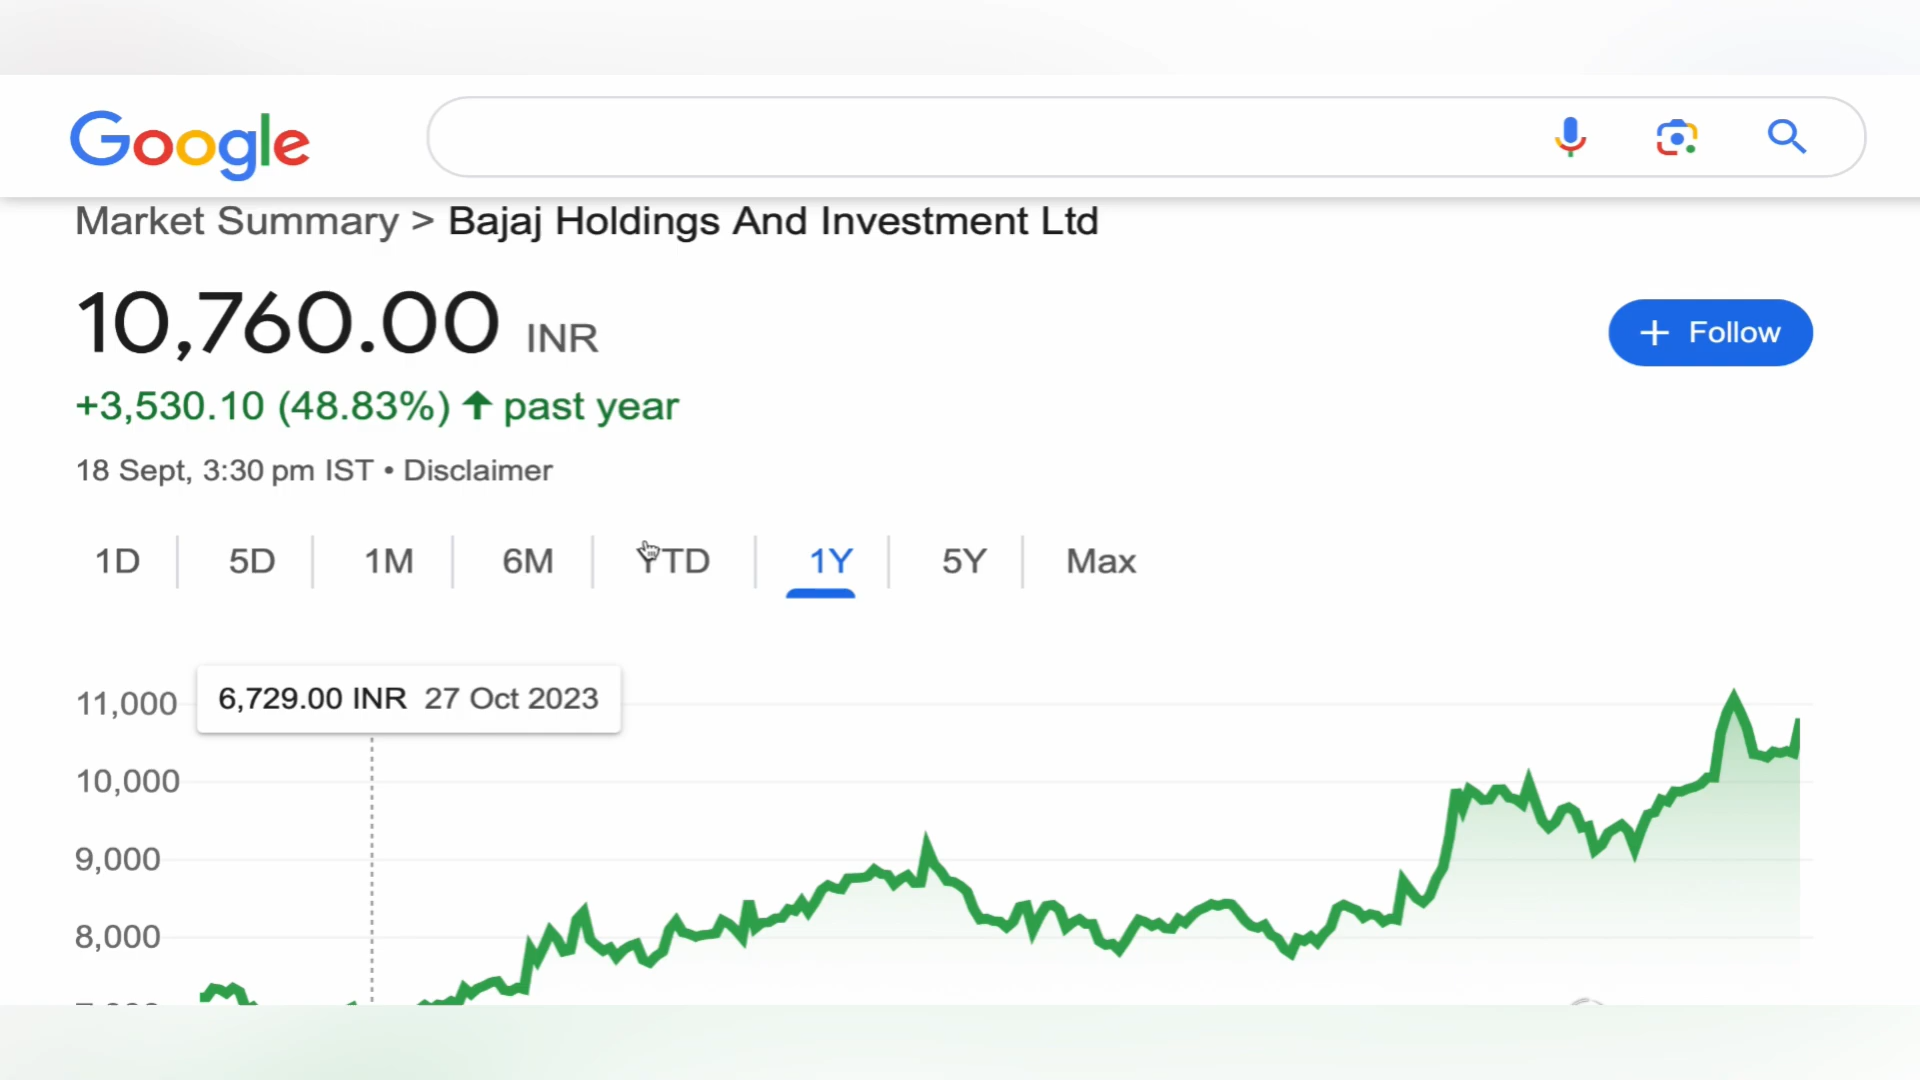 Google
Market Summary > Bajaj Holdings And Investment Ltd
10,760.00 INR
+ Follow
+3,530.10 (48.83%) ↑ past year
18 Sept, 3:30 pm IST • Disclaimer
1D 5D 1M 6M YTD 1Y 5Y Max
6,729.00 INR 27 Oct 2023
11,000
10,000
9,000
8,000